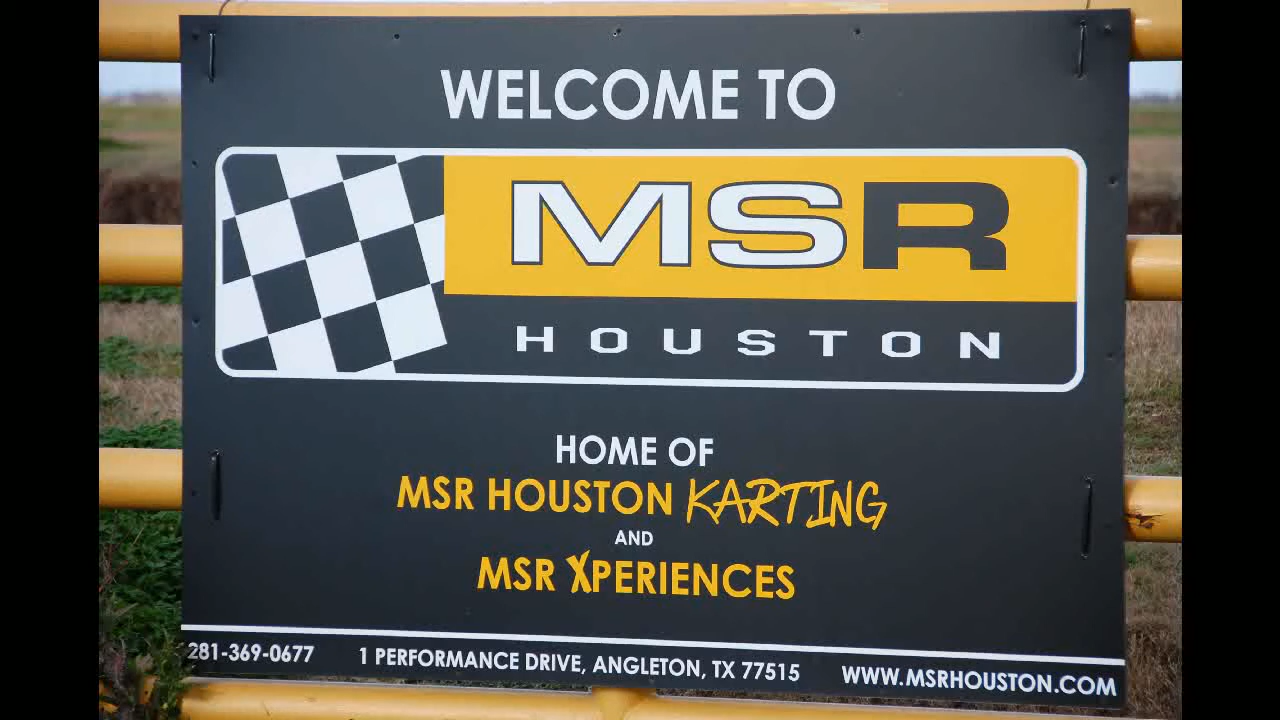 WELCOME TO
MSR
HOUSTON
HOME OF
MSR HOUSTON KARTING
AND
MSR XPERIENCES
281-369-0677 1 PERFORMANCE DRIVE, ANGLETON, TX 77515 WWW.MSRHOUSTON.COM